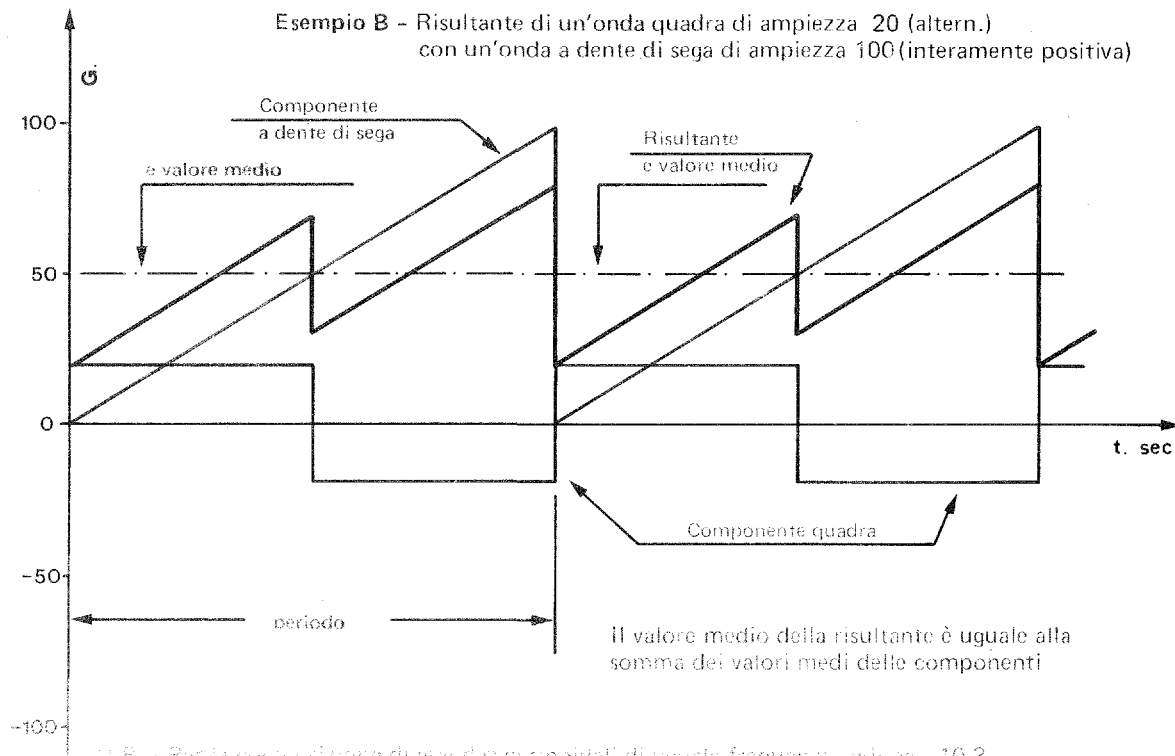 Esempio B - Risultante di un'onda quadra di ampiezza 20 (altern.)
con un'onda a dente di sega di ampiezza 100 (interamente positiva)
G.
Componente
a dente di sega
e valore medio
Risultante
e valore medio
100
50
0
t. sec
Componente quadra
-50
periodo
Il valore medio della risultante è uguale alla
somma dei valori medi delle componenti
-100
di uguale